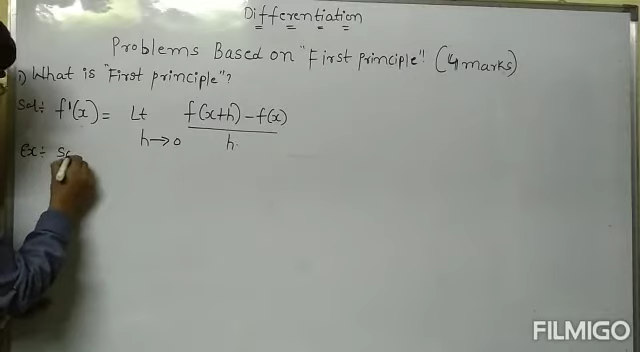 Differentiation
Problems Based on "First principle"! (4 marks)
1) What is "First principle"?
Sol:- f'(x) = Lt f(x+h) - f(x)
h→0 h.
Ex:-
FILMIGO